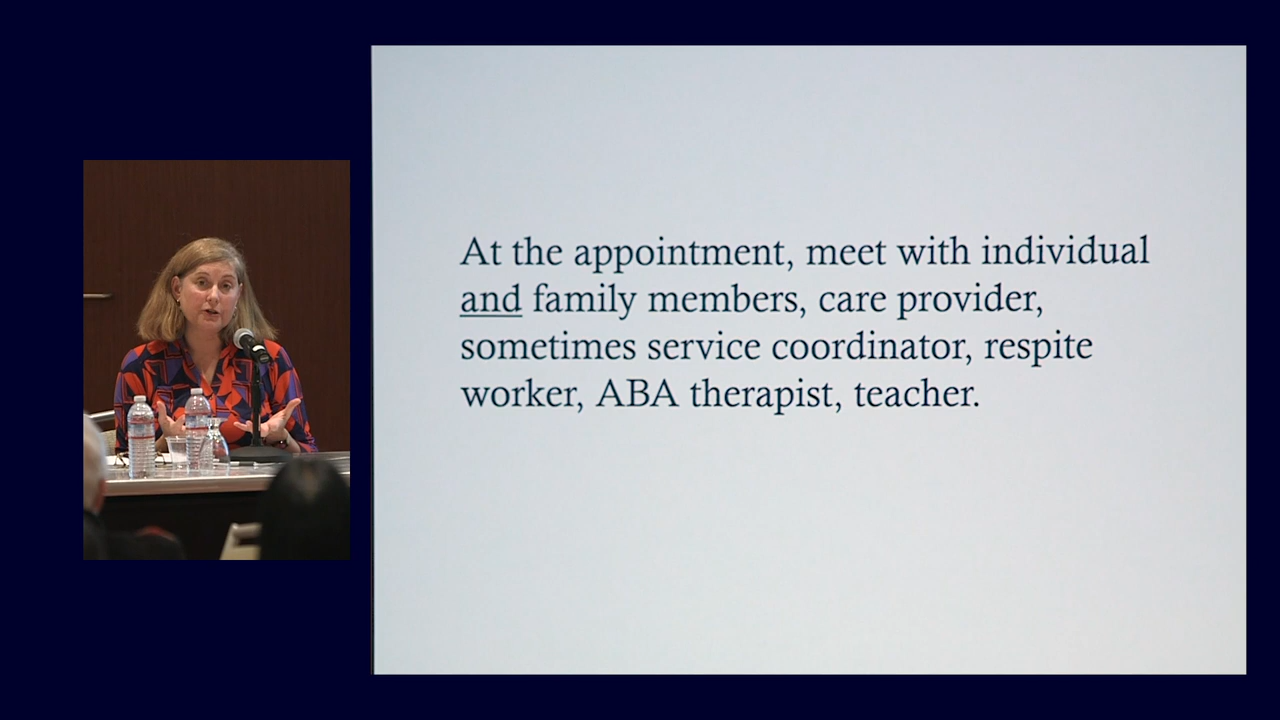 At the appointment, meet with individual
and family members, care provider,
sometimes service coordinator, respite
worker, ABA therapist, teacher.